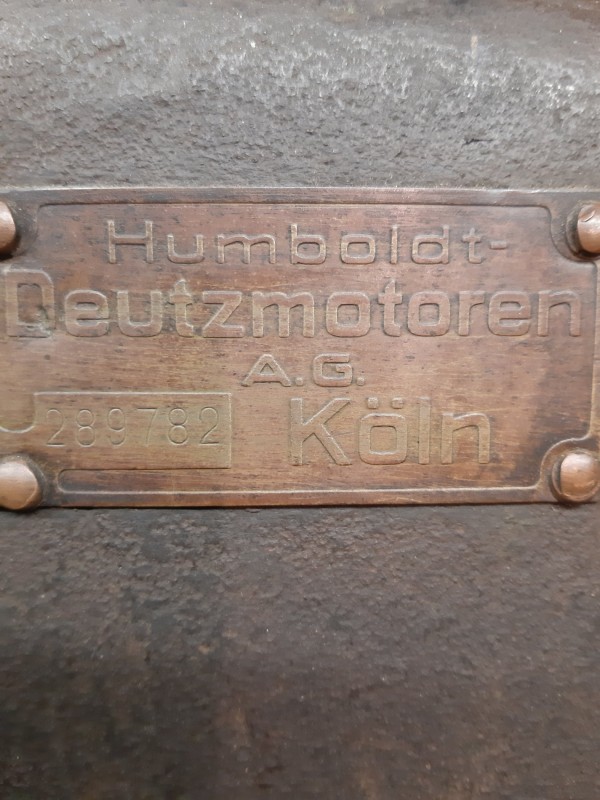 Humboldt-
Deutzmotoren
A.G.
289782 Köln